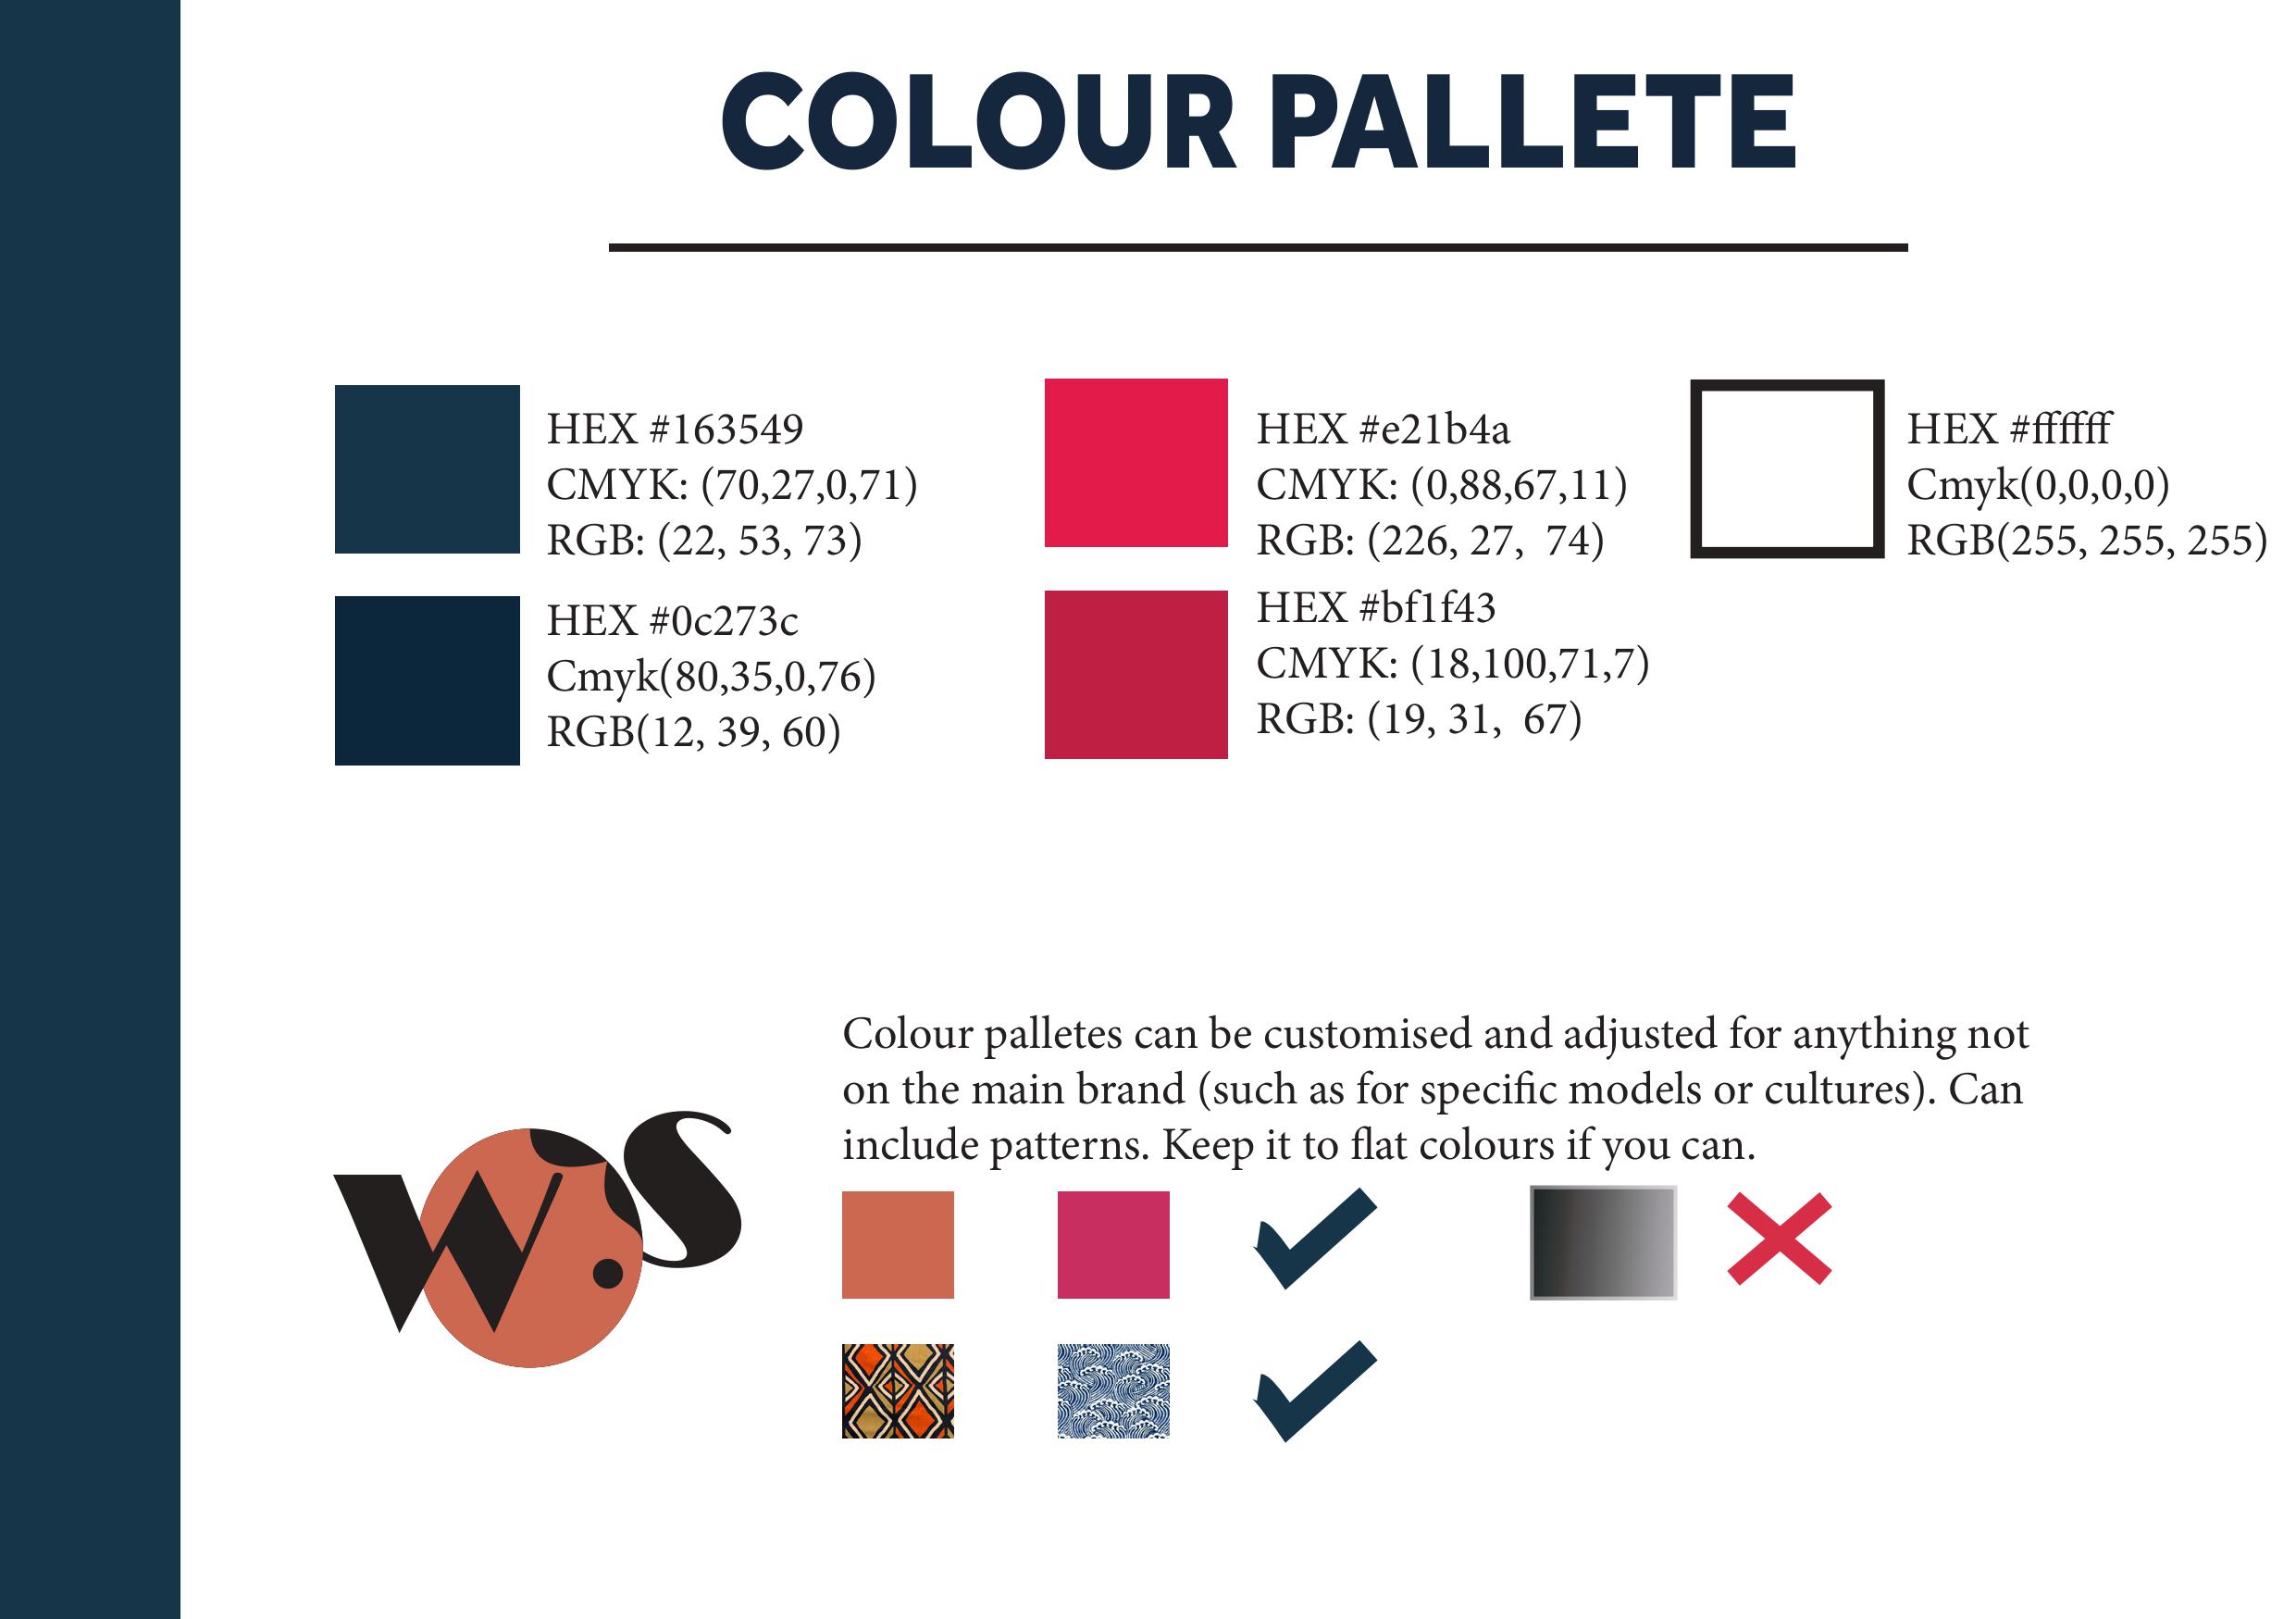 COLOUR PALLETE
HEX #163549
CMYK: (70,27,0,71)
RGB: (22, 53, 73)
HEX #0c273c
Cmyk(80,35,0,76)
RGB(12, 39, 60)
HEX #e21b4a
CMYK: (0,88,67,11)
RGB: (226, 27, 74)
HEX #bf1f43
CMYK: (18,100,71,7)
RGB: (19, 31, 67)
HEX #ffffff
Cmyk(0,0,0,0)
RGB(255, 255, 255)
Colour palletes can be customised and adjusted for anything not
on the main brand (such as for specific models or cultures). Can
include patterns. Keep it to flat colours if you can.
WS